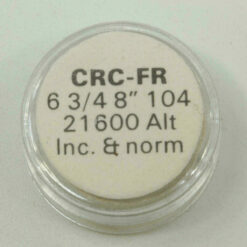 CRC-FR
6 3/4 8" 104
21600 Alt
Inc. & norm